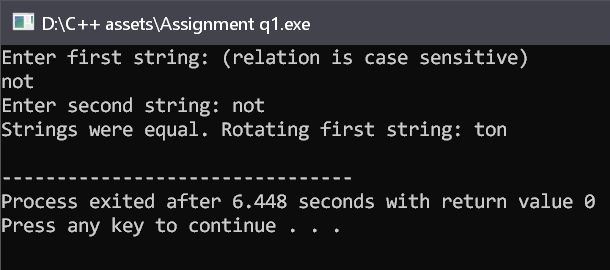 D:\C++ assets\Assignment q1.exe
Enter first string: (relation is case sensitive)
not
Enter second string: not
Strings were equal. Rotating first string: ton
--------------------------------
Process exited after 6.448 seconds with return value 0
Press any key to continue . . .